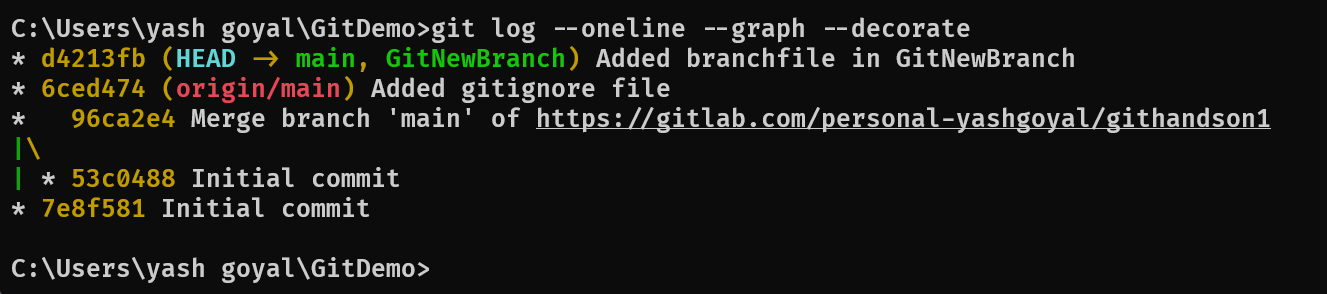 C:\Users\yash goyal\GitDemo>git log --oneline --graph --decorate
* d4213fb (HEAD -> main, GitNewBranch) Added branchfile in GitNewBranch
* 6ced474 (origin/main) Added gitignore file
*   96ca2e4 Merge branch 'main' of https://gitlab.com/personal-yashgoyal/githandson1
|\
| * 53c0488 Initial commit
* 7e8f581 Initial commit
C:\Users\yash goyal\GitDemo>